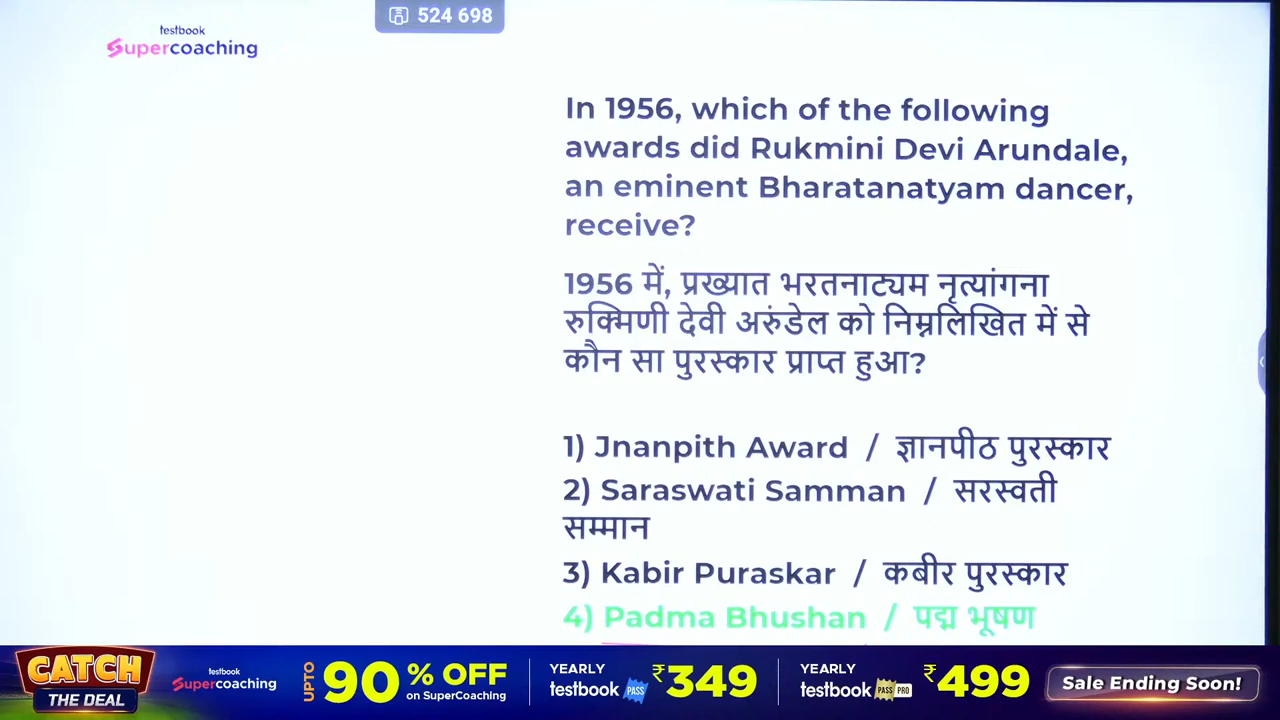 testbook
Supercoaching
524 698
In 1956, which of the following
awards did Rukmini Devi Arundale,
an eminent Bharatanatyam dancer,
receive?
1956 में, प्रख्यात भरतनाट्यम नृत्यांगना
रुक्मिणी देवी अरुंडेल को निम्नलिखित में से
कौन सा पुरस्कार प्राप्त हुआ?
1) Jnanpith Award / ज्ञानपीठ पुरस्कार
2) Saraswati Samman / सरस्वती
सम्मान
3) Kabir Puraskar / कबीर पुरस्कार
4) Padma Bhushan / पद्म भूषण
CATCH
THE DEAL
testbook
Supercoaching
UPTO 90% OFF
on SuperCoaching
YEARLY
testbook PASS
₹349
YEARLY
testbook PASS PRO
₹499
Sale Ending Soon!